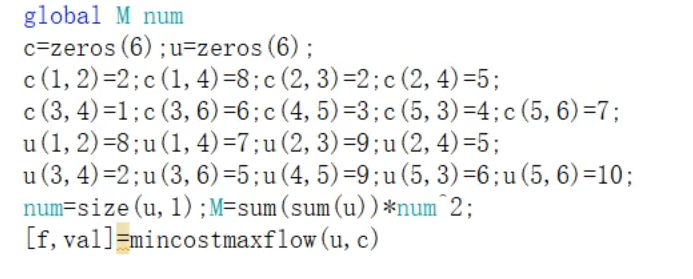 global M num
c=zeros(6);u=zeros(6);
c(1,2)=2;c(1,4)=8;c(2,3)=2;c(2,4)=5;
c(3,4)=1;c(3,6)=6;c(4,5)=3;c(5,3)=4;c(5,6)=7;
u(1,2)=8;u(1,4)=7;u(2,3)=9;u(2,4)=5;
u(3,4)=2;u(3,6)=5;u(4,5)=9;u(5,3)=6;u(5,6)=10;
num=size(u,1);M=sum(sum(u))*num^2;
[f,val]=mincostmaxflow(u,c)